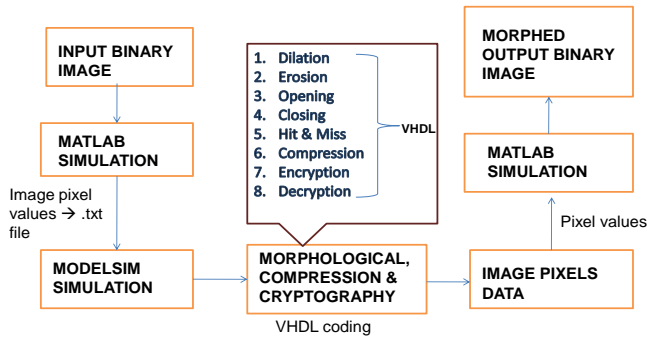 INPUT BINARY
IMAGE
MATLAB
SIMULATION
Image pixel
values → .txt
file
MODELSIM
SIMULATION
1. Dilation
2. Erosion
3. Opening
4. Closing
5. Hit & Miss
6. Compression
7. Encryption
8. Decryption
VHDL
MORPHOLOGICAL,
COMPRESSION &
CRYPTOGRAPHY
VHDL coding
IMAGE PIXELS
DATA
Pixel values
MATLAB
SIMULATION
MORPHED
OUTPUT BINARY
IMAGE